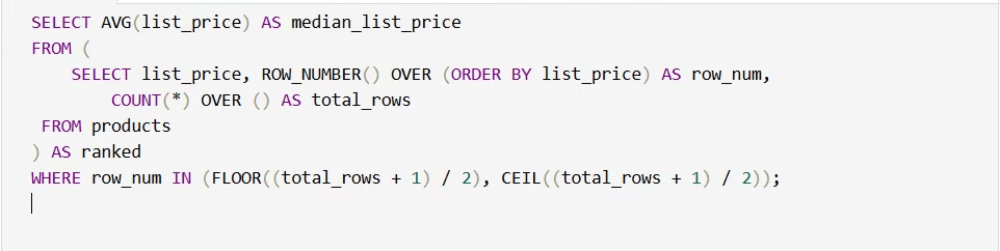 SELECT AVG(list_price) AS median_list_price
FROM (
    SELECT list_price, ROW_NUMBER() OVER (ORDER BY list_price) AS row_num,
        COUNT(*) OVER () AS total_rows
 FROM products
) AS ranked
WHERE row_num IN (FLOOR((total_rows + 1) / 2), CEIL((total_rows + 1) / 2));